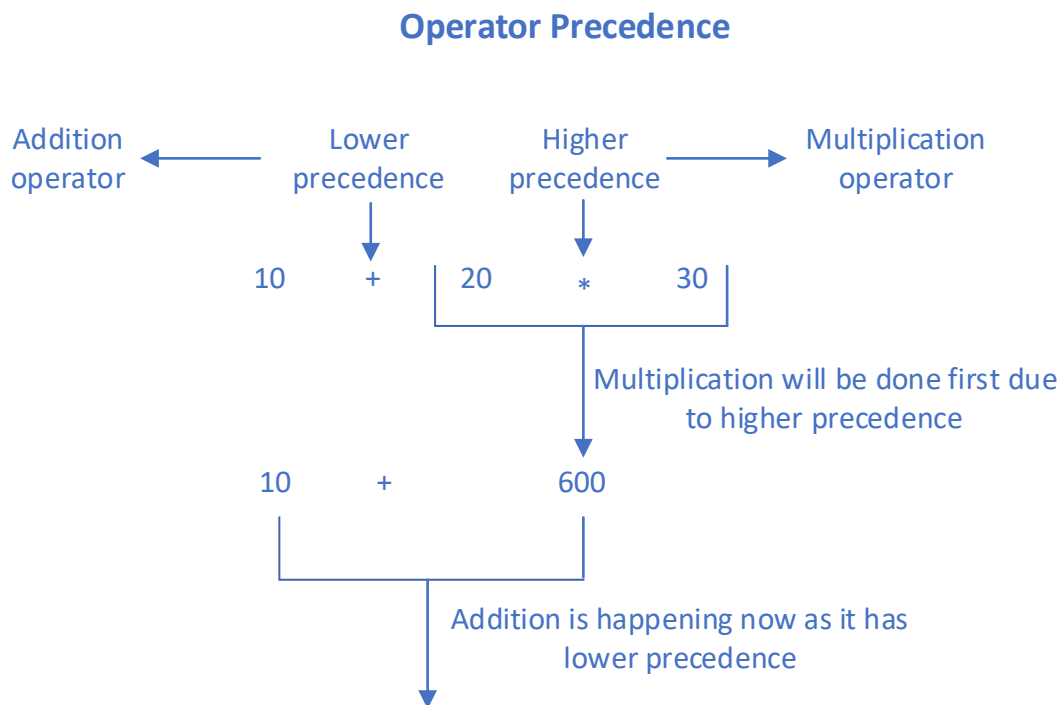 Operator Precedence
Addition
operator
Lower
precedence
Higher
precedence
Multiplication
operator
10 + 20 * 30
Multiplication will be done first due
to higher precedence
10 + 600
Addition is happening now as it has
lower precedence